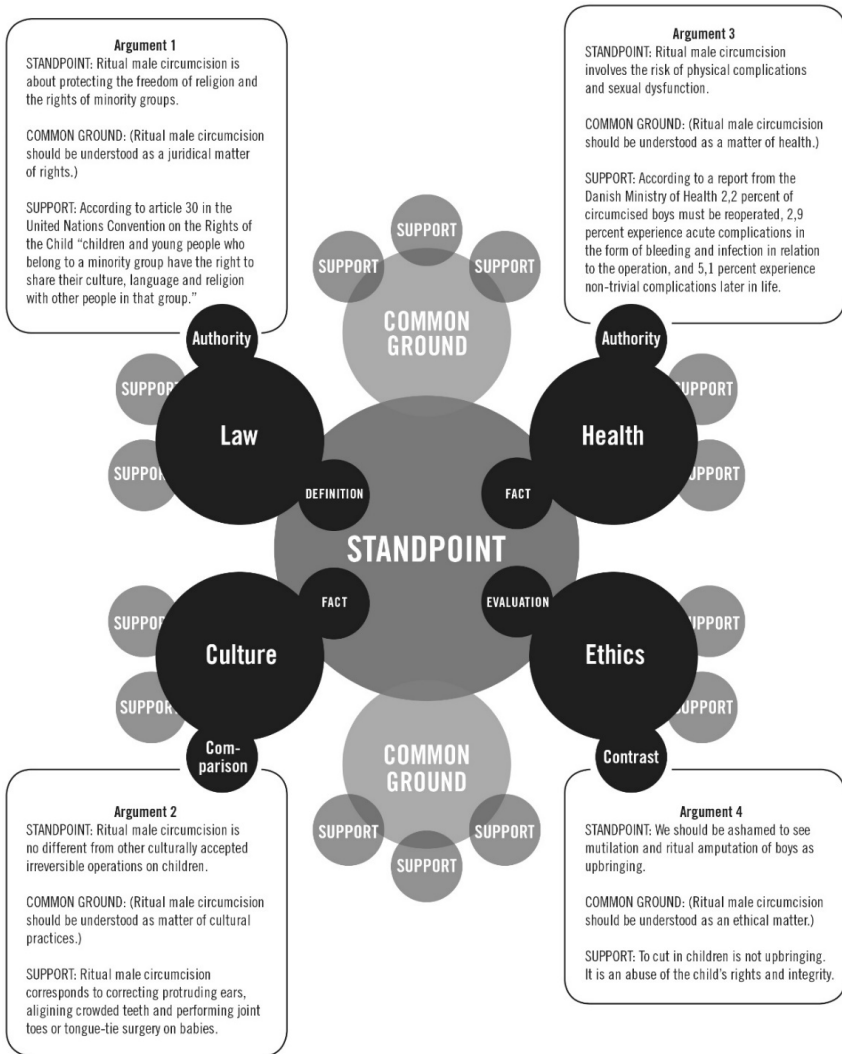 Argument 1
STANDPOINT: Ritual male circumcision is
about protecting the freedom of religion and
the rights of minority groups.
COMMON GROUND: (Ritual male circumcision
should be understood as a juridical matter
of rights.)
SUPPORT: According to article 30 in the
United Nations Convention on the Rights of
the Child “children and young people who
belong to a minority group have the right to
share their culture, language and religion
with other people in that group.”
Argument 3
STANDPOINT: Ritual male circumcision
involves the risk of physical complications
and sexual dysfunction.
COMMON GROUND: (Ritual male circumcision
should be understood as a matter of health.)
SUPPORT: According to a report from the
Danish Ministry of Health 2,2 percent of
circumcised boys must be reoperated, 2,9
percent experience acute complications in
the form of bleeding and infection in relation
to the operation, and 5,1 percent experience
non-trivial complications later in life.
SUPPORT
SUPPORT
SUPPORT
COMMON
GROUND
Authority
SUPPORT
SUPPORT
Law
DEFINITION
Authority
SUPPORT
SUPPORT
Health
FACT
STANDPOINT
FACT
SUPPORT
SUPPORT
Culture
Com-
parison
EVALUATION
SUPPORT
SUPPORT
Ethics
Contrast
COMMON
GROUND
SUPPORT
SUPPORT
SUPPORT
Argument 2
STANDPOINT: Ritual male circumcision is
no different from other culturally accepted
irreversible operations on children.
COMMON GROUND: (Ritual male circumcision
should be understood as matter of cultural
practices.)
SUPPORT: Ritual male circumcision
corresponds to correcting protruding ears,
aligining crowded teeth and performing joint
toes or tongue-tie surgery on babies.
Argument 4
STANDPOINT: We should be ashamed to see
mutilation and ritual amputation of boys as
upbringing.
COMMON GROUND: (Ritual male circumcision
should be understood as an ethical matter.)
SUPPORT: To cut in children is not upbringing.
It is an abuse of the child’s rights and integrity.